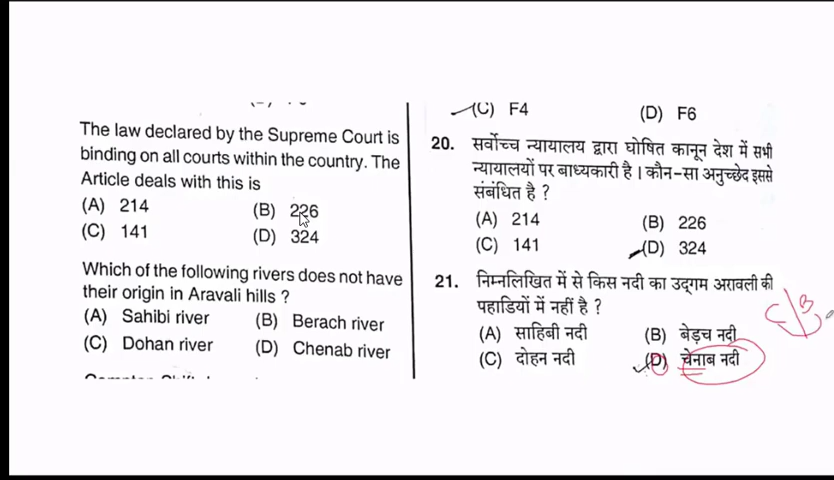 The law declared by the Supreme Court is
binding on all courts within the country. The
Article deals with this is
(A) 214 (B) 226
(C) 141 (D) 324
Which of the following rivers does not have
their origin in Aravali hills ?
(A) Sahibi river (B) Berach river
(C) Dohan river (D) Chenab river
(C) F4 (D) F6
20. सर्वोच्च न्यायालय द्वारा घोषित कानून देश में सभी
न्यायालयों पर बाध्यकारी है । कौन-सा अनुच्छेद इससे
संबंधित है ?
(A) 214 (B) 226
(C) 141 (D) 324
21. निम्नलिखित में से किस नदी का उद्गम अरावली की
पहाडियों में नहीं है ?
(A) साहिबी नदी (B) बेड़च नदी
(C) दोहन नदी (D) चेनाब नदी